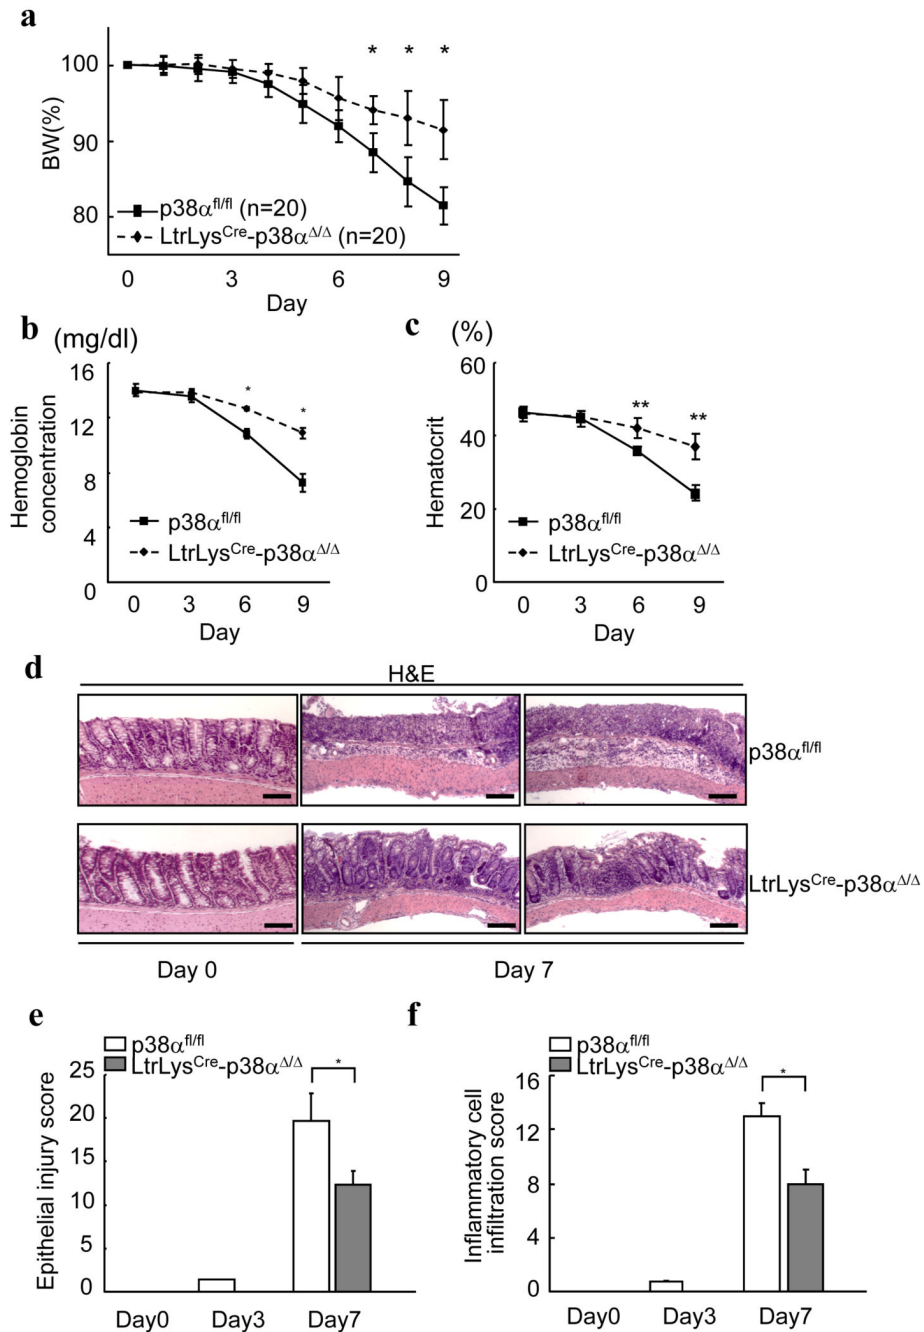 a
* * *
100
90
80
BW(%)
p38α^fl/fl (n=20)
LtrLys^Cre-p38α^Δ/Δ (n=20)
0 3 6 9
Day
b
(mg/dl)
16
12
8
4
0
Hemoglobin
concentration
* *
p38α^fl/fl
LtrLys^Cre-p38α^Δ/Δ
0 3 6 9
Day
c
(%)
60
40
20
0
Hematocrit
** **
p38α^fl/fl
LtrLys^Cre-p38α^Δ/Δ
0 3 6 9
Day
d
H&E
p38α^fl/fl
LtrLys^Cre-p38α^Δ/Δ
Day 0 Day 7
e
p38α^fl/fl
LtrLys^Cre-p38α^Δ/Δ
25
20
15
10
5
0
Epithelial injury score
*
Day0 Day3 Day7
f
p38α^fl/fl
LtrLys^Cre-p38α^Δ/Δ
16
12
8
4
0
Inflammatory cell
infiltration score
*
Day0 Day3 Day7